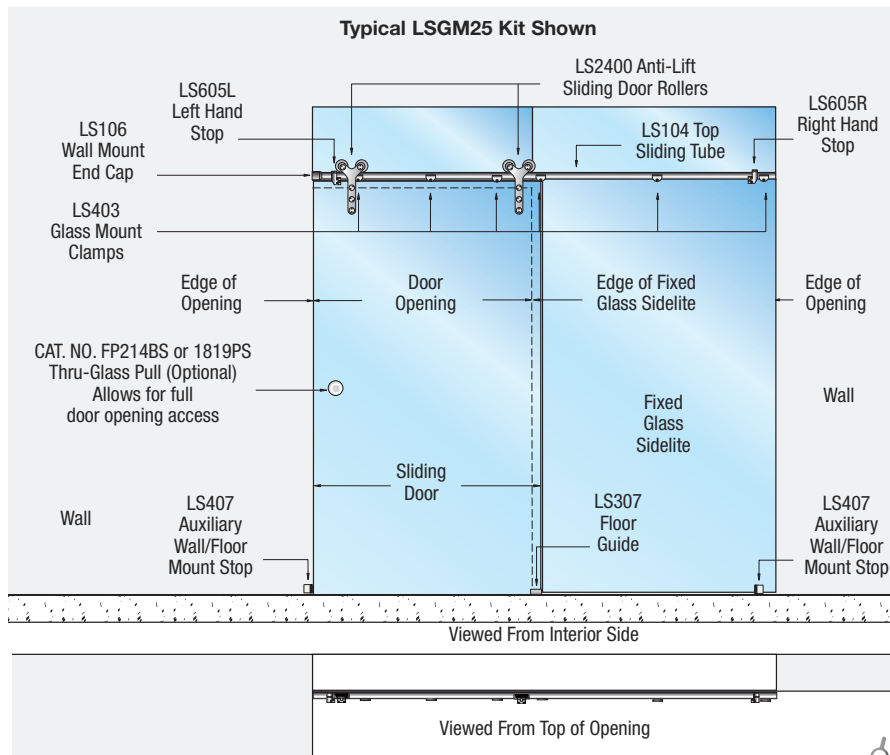 Typical LSGM25 Kit Shown
LS605L
Left Hand
Stop
LS2400 Anti-Lift
Sliding Door Rollers
LS605R
Right Hand
Stop
LS106
Wall Mount
End Cap
LS104 Top
Sliding Tube
LS403
Glass Mount
Clamps
Edge of
Opening
Door
Opening
Edge of Fixed
Glass Sidelite
Edge of
Opening
CAT. NO. FP214BS or 1819PS
Thru-Glass Pull (Optional)
Allows for full
door opening access
Fixed
Glass
Sidelite
Wall
Sliding
Door
Wall
LS407
Auxiliary
Wall/Floor
Mount Stop
LS307
Floor
Guide
LS407
Auxiliary
Wall/Floor
Mount Stop
Viewed From Interior Side
Viewed From Top of Opening